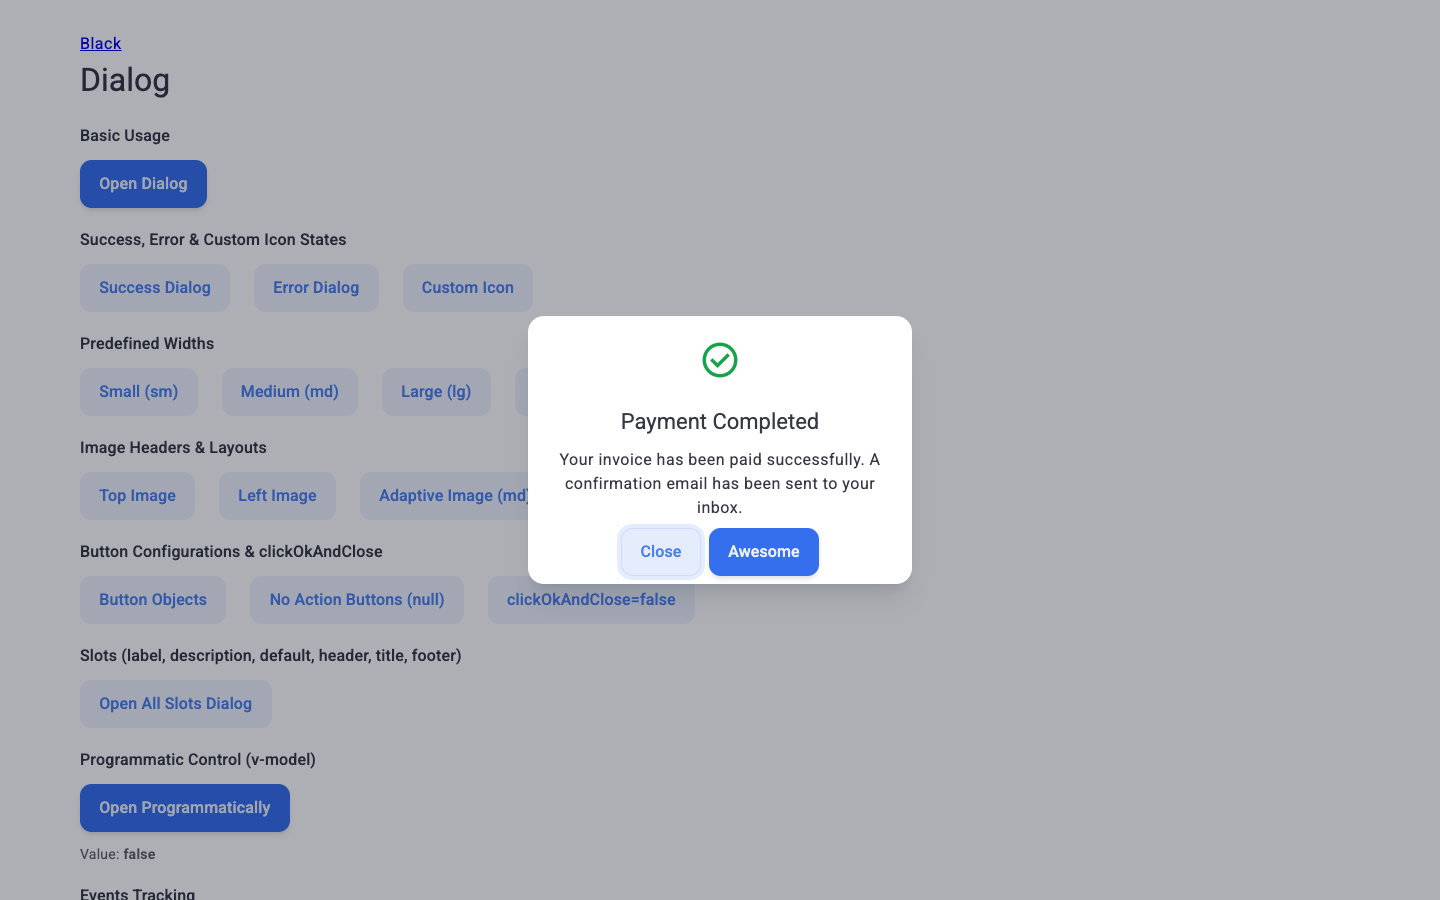 Black
Dialog
Basic Usage
Open Dialog
Success, Error & Custom Icon States
Success Dialog
Error Dialog
Custom Icon
Predefined Widths
Small (sm)
Medium (md)
Large (lg)
Image Headers & Layouts
Top Image
Left Image
Adaptive Image (md)
Button Configurations & clickOkAndClose
Button Objects
No Action Buttons (null)
clickOkAndClose=false
Slots (label, description, default, header, title, footer)
Open All Slots Dialog
Programmatic Control (v-model)
Open Programmatically
Value: false
Events Tracking
Payment Completed
Your invoice has been paid successfully. A
confirmation email has been sent to your
inbox.
Close
Awesome